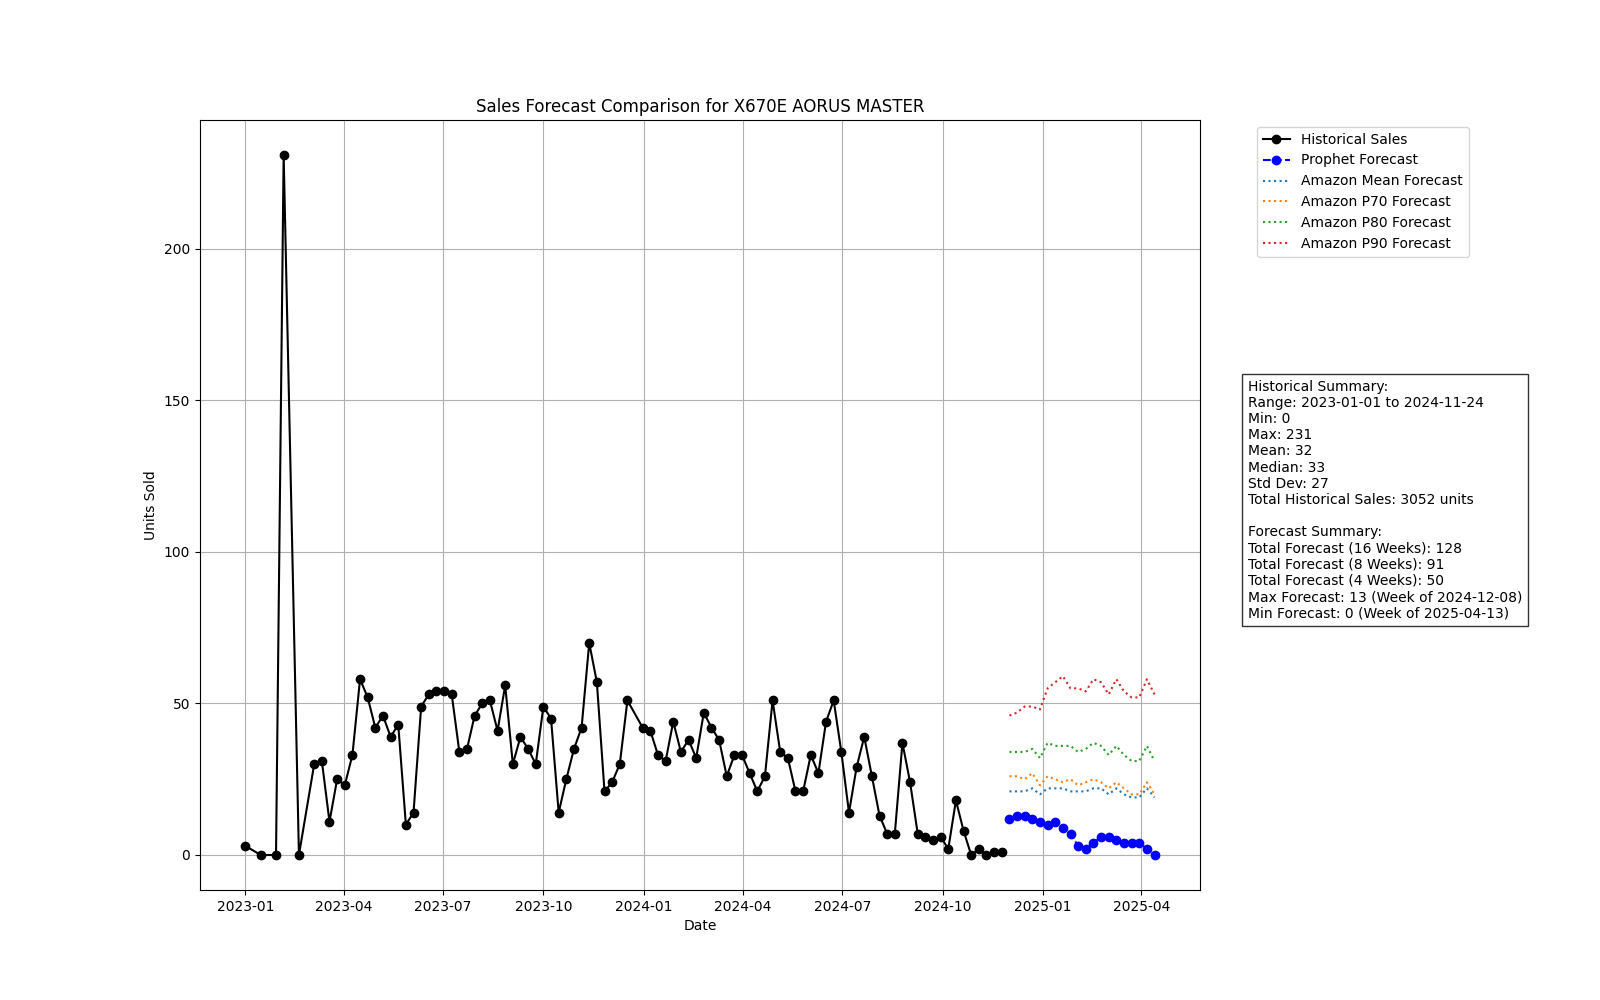 Sales Forecast Comparison for X670E AORUS MASTER
Historical Sales
Prophet Forecast
Amazon Mean Forecast
Amazon P70 Forecast
Amazon P80 Forecast
Amazon P90 Forecast
Units Sold
200
150
100
50
0
2023-01
2023-04
2023-07
2023-10
2024-01
2024-04
2024-07
2024-10
2025-01
2025-04
Date
Historical Summary:
Range: 2023-01-01 to 2024-11-24
Min: 0
Max: 231
Mean: 32
Median: 33
Std Dev: 27
Total Historical Sales: 3052 units
Forecast Summary:
Total Forecast (16 Weeks): 128
Total Forecast (8 Weeks): 91
Total Forecast (4 Weeks): 50
Max Forecast: 13 (Week of 2024-12-08)
Min Forecast: 0 (Week of 2025-04-13)